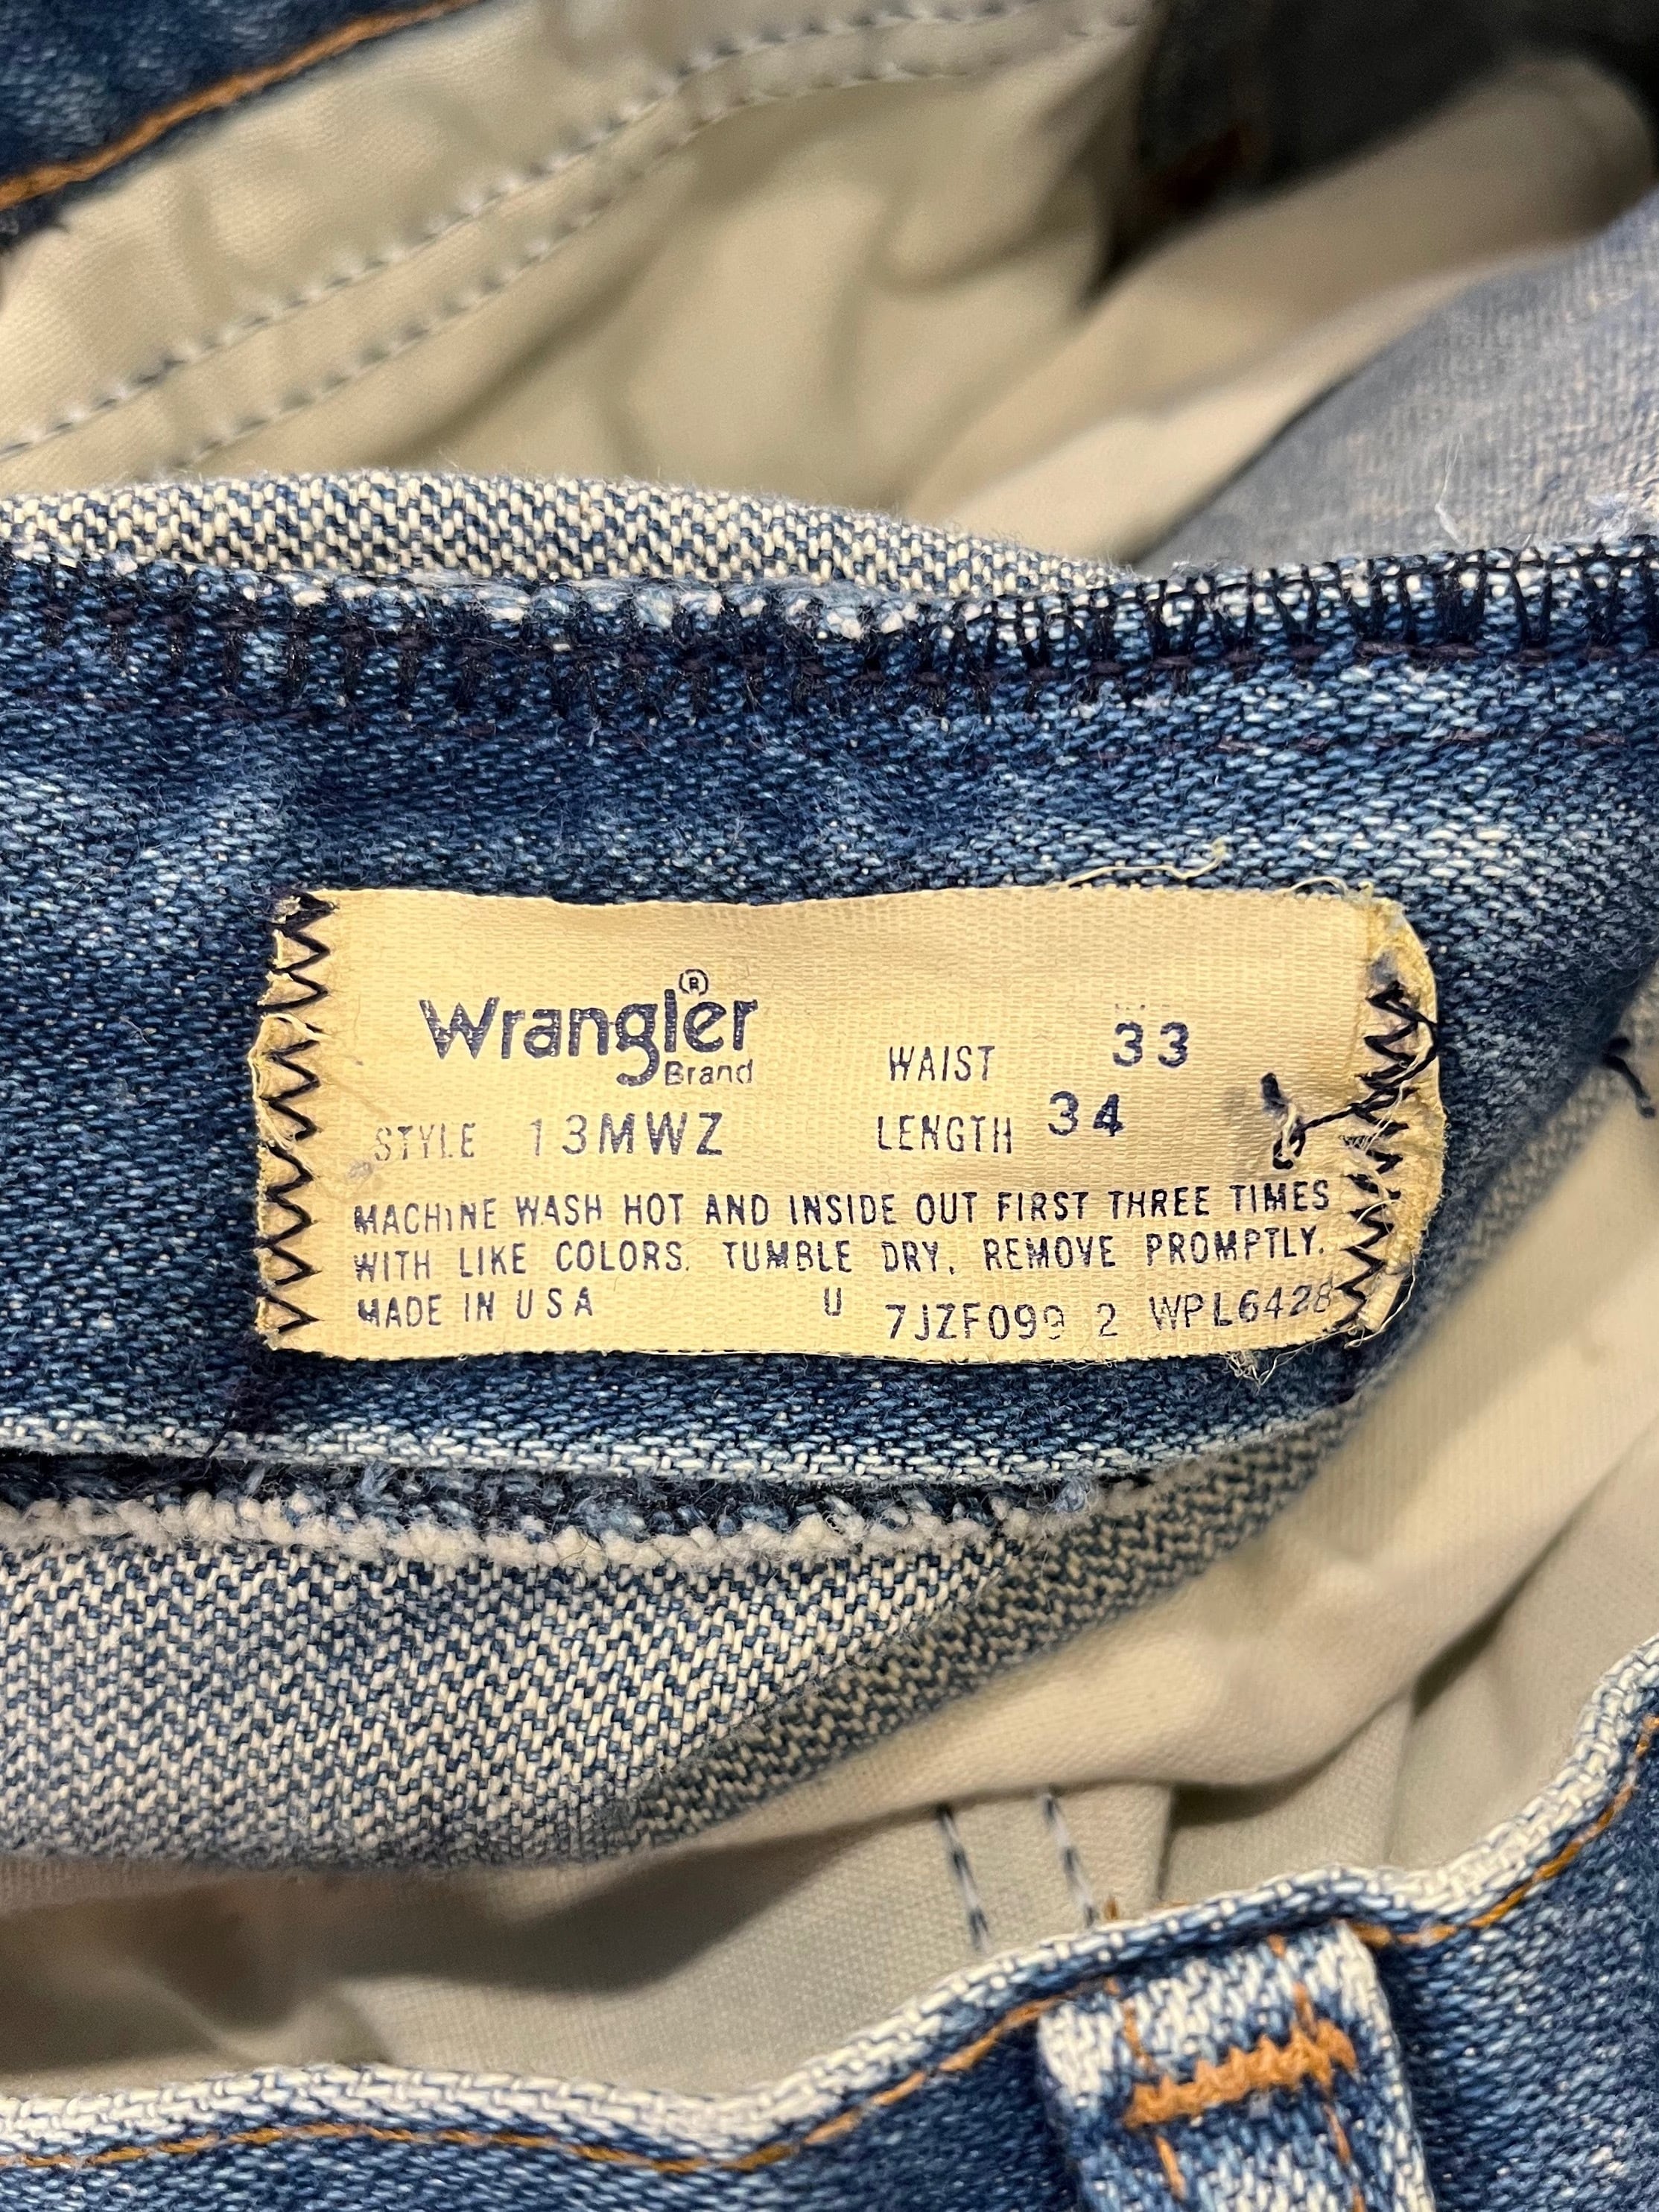 Wrangler®
Brand
WAIST 33
STYLE 13MWZ LENGTH 34
MACHINE WASH HOT AND INSIDE OUT FIRST THREE TIMES
WITH LIKE COLORS. TUMBLE DRY. REMOVE PROMPTLY.
MADE IN USA U 7JZF099 2 WPL6428